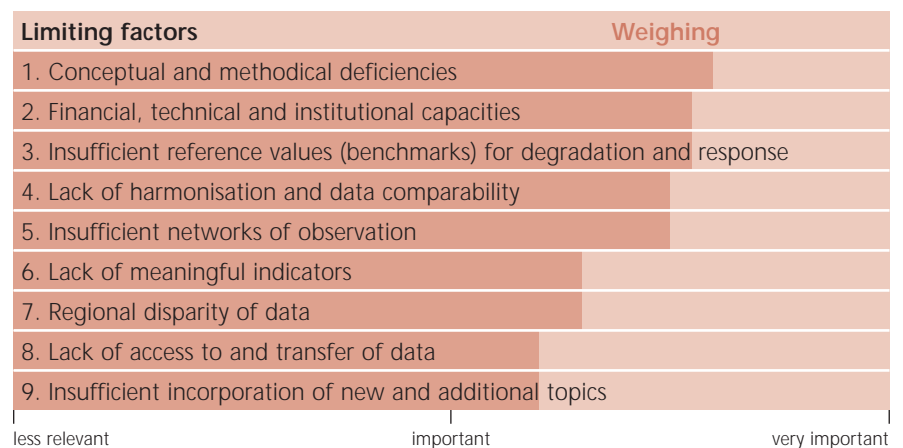 Limiting factors Weighing
1. Conceptual and methodical deficiencies
2. Financial, technical and institutional capacities
3. Insufficient reference values (benchmarks) for degradation and response
4. Lack of harmonisation and data comparability
5. Insufficient networks of observation
6. Lack of meaningful indicators
7. Regional disparity of data
8. Lack of access to and transfer of data
9. Insufficient incorporation of new and additional topics
less relevant important very important